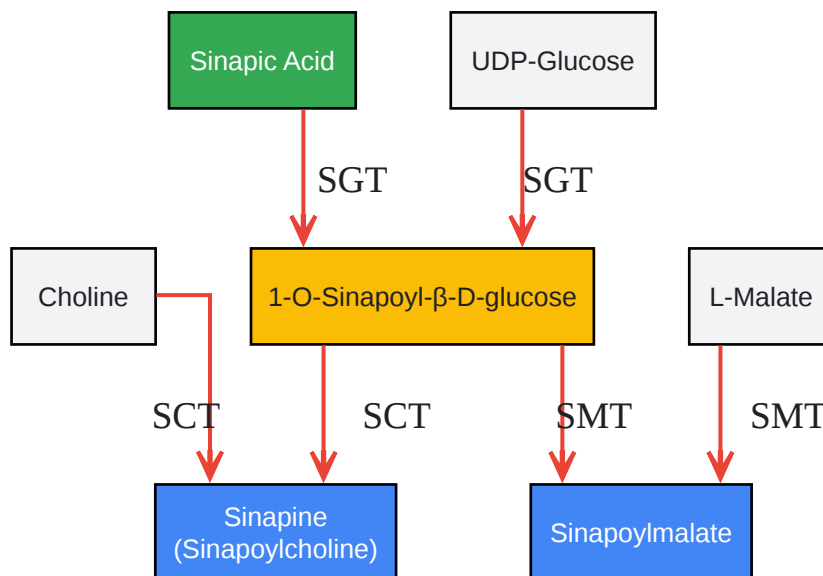 Sinapic Acid
UDP-Glucose
SGT
SGT
Choline
1-O-Sinapoyl-β-D-glucose
L-Malate
SCT
SCT
SMT
SMT
Sinapine
(Sinapoylcholine)
Sinapoylmalate